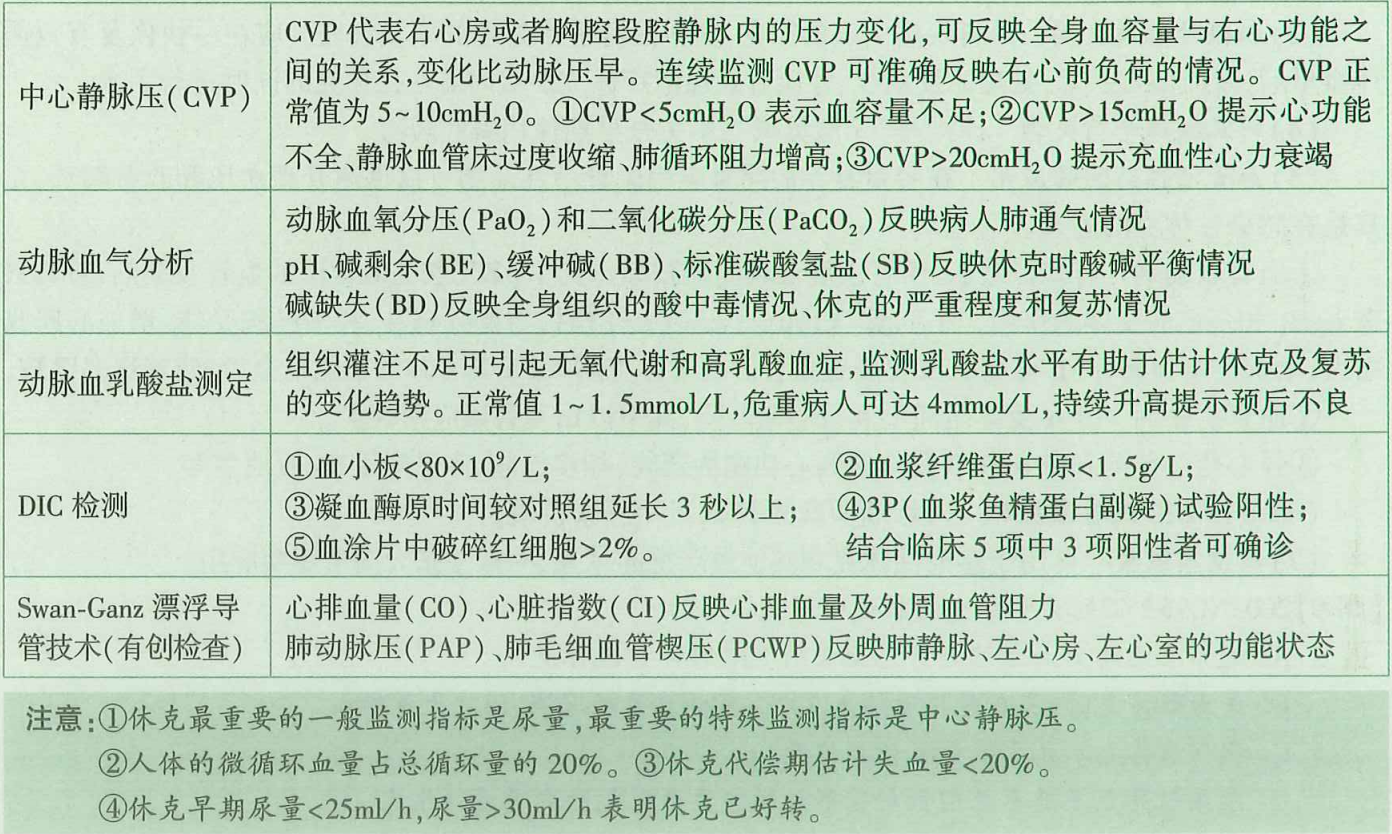 中心静脉压(CVP)
CVP 代表右心房或者胸腔段腔静脉内的压力变化,可反映全身血容量与右心功能之
间的关系,变化比动脉压早。连续监测 CVP 可准确反映右心前负荷的情况。CVP 正
常值为 5~10cmH₂O。①CVP<5cmH₂O 表示血容量不足;②CVP>15cmH₂O 提示心功能
不全、静脉血管床过度收缩、肺循环阻力增高;③CVP>20cmH₂O 提示充血性心力衰竭
动脉血气分析
动脉血氧分压(PaO₂)和二氧化碳分压(PaCO₂)反映病人肺通气情况
pH、碱剩余(BE)、缓冲碱(BB)、标准碳酸氢盐(SB)反映休克时酸碱平衡情况
碱缺失(BD)反映全身组织的酸中毒情况、休克的严重程度和复苏情况
动脉血乳酸盐测定
组织灌注不足可引起无氧代谢和高乳酸血症,监测乳酸盐水平有助于估计休克及复苏
的变化趋势。正常值 1~1.5mmol/L,危重病人可达 4mmol/L,持续升高提示预后不良
DIC 检测
①血小板<80×10⁹/L; ②血浆纤维蛋白原<1.5g/L;
③凝血酶原时间较对照组延长 3 秒以上; ④3P(血浆鱼精蛋白副凝)试验阳性;
⑤血涂片中破碎红细胞>2%。 结合临床 5 项中 3 项阳性者可确诊
Swan-Ganz 漂浮导
管技术(有创检查)
心排血量(CO)、心脏指数(CI)反映心排血量及外周血管阻力
肺动脉压(PAP)、肺毛细血管楔压(PCWP)反映肺静脉、左心房、左心室的功能状态
注意:①休克最重要的一般监测指标是尿量,最重要的特殊监测指标是中心静脉压。
②人体的微循环血量占总循环量的 20%。③休克代偿期估计失血量<20%。
④休克早期尿量<25ml/h,尿量>30ml/h 表明休克已好转。